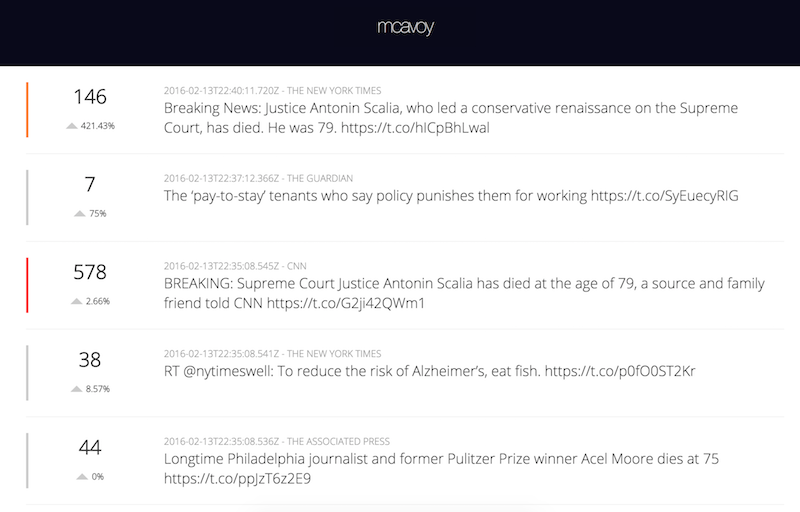 mcavoy
146
421.43%
2016-02-13T22:40:11.720Z - THE NEW YORK TIMES
Breaking News: Justice Antonin Scalia, who led a conservative renaissance on the Supreme
Court, has died. He was 79. https://t.co/hICpBhLwal
7
75%
2016-02-13T22:37:12.366Z - THE GUARDIAN
The ‘pay-to-stay’ tenants who say policy punishes them for working https://t.co/SyEuecyRIG
578
2.66%
2016-02-13T22:35:08.545Z - CNN
BREAKING: Supreme Court Justice Antonin Scalia has died at the age of 79, a source and family
friend told CNN https://t.co/G2ji42QWm1
38
8.57%
2016-02-13T22:35:08.541Z - THE NEW YORK TIMES
RT @nytimeswell: To reduce the risk of Alzheimer’s, eat fish. https://t.co/p0fO0ST2Kr
44
0%
2016-02-13T22:35:08.536Z - THE ASSOCIATED PRESS
Longtime Philadelphia journalist and former Pulitzer Prize winner Acel Moore dies at 75
https://t.co/ppJzT6z2E9